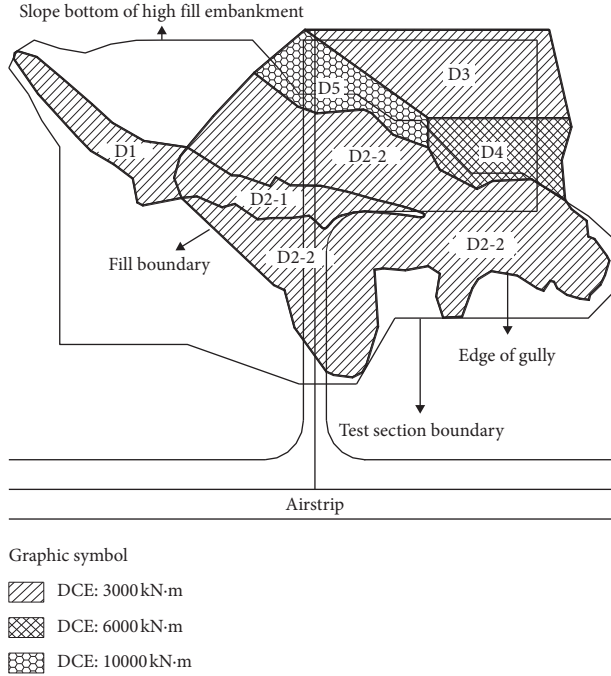 Slope bottom of high fill embankment
D3
D5
D1
D2-2
D4
D2-1
D2-2
D2-2
Fill boundary
Edge of gully
Test section boundary
Airstrip
Graphic symbol
DCE: 3000 kN·m
DCE: 6000 kN·m
DCE: 10000 kN·m